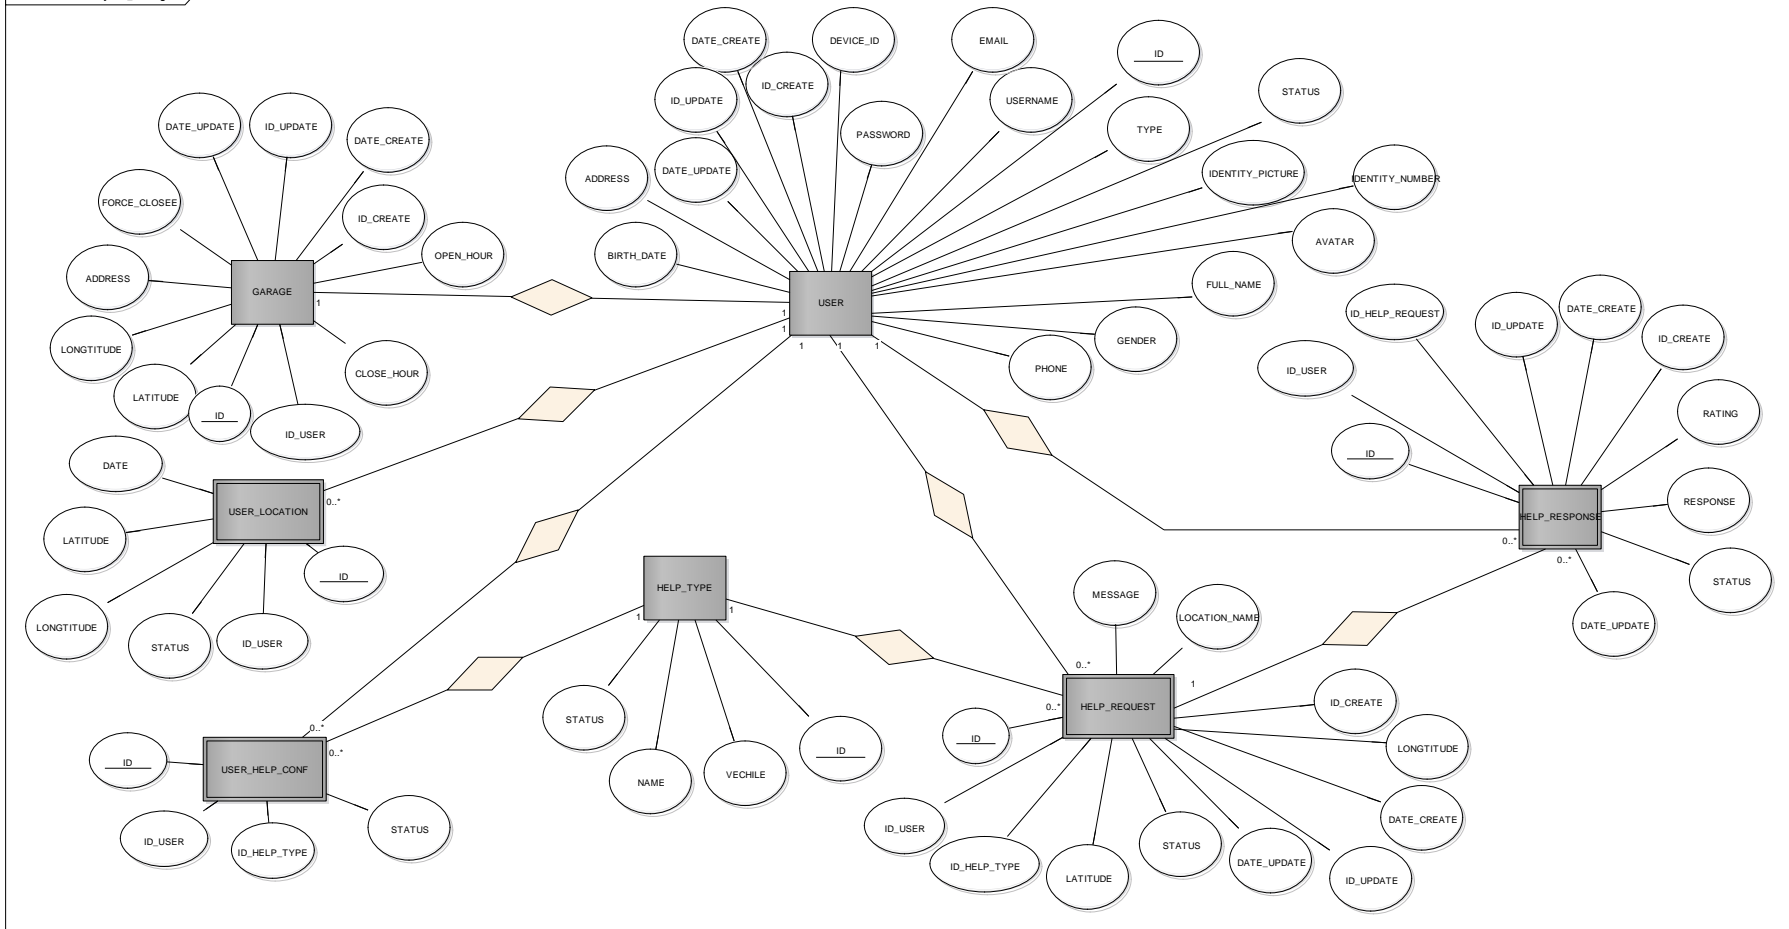 DATE_CREATE
DEVICE_ID
EMAIL
ID
STATUS
ID_UPDATE
ID_CREATE
USERNAME
TYPE
PASSWORD
ADDRESS
DATE_UPDATE
IDENTITY_PICTURE
IDENTITY_NUMBER
BIRTH_DATE
AVATAR
FULL_NAME
GENDER
PHONE
USER
1
1
1
1
1
DATE_UPDATE
ID_UPDATE
DATE_CREATE
FORCE_CLOSEE
ID_CREATE
OPEN_HOUR
ADDRESS
GARAGE
1
LONGTITUDE
LATITUDE
ID
ID_USER
CLOSE_HOUR
DATE
USER_LOCATION
0..*
LATITUDE
ID
LONGTITUDE
STATUS
ID_USER
0..*
0..*
ID
USER_HELP_CONF
ID_USER
ID_HELP_TYPE
STATUS
HELP_TYPE
1
1
STATUS
NAME
VECHILE
ID
MESSAGE
LOCATION_NAME
0..*
0..*
1
HELP_REQUEST
ID
ID_CREATE
LONGTITUDE
DATE_CREATE
ID_USER
ID_HELP_TYPE
LATITUDE
STATUS
DATE_UPDATE
ID_UPDATE
ID_HELP_REQUEST
ID_UPDATE
DATE_CREATE
ID_CREATE
ID_USER
RATING
ID
RESPONSE
HELP_RESPONSE
0..*
0..*
STATUS
DATE_UPDATE